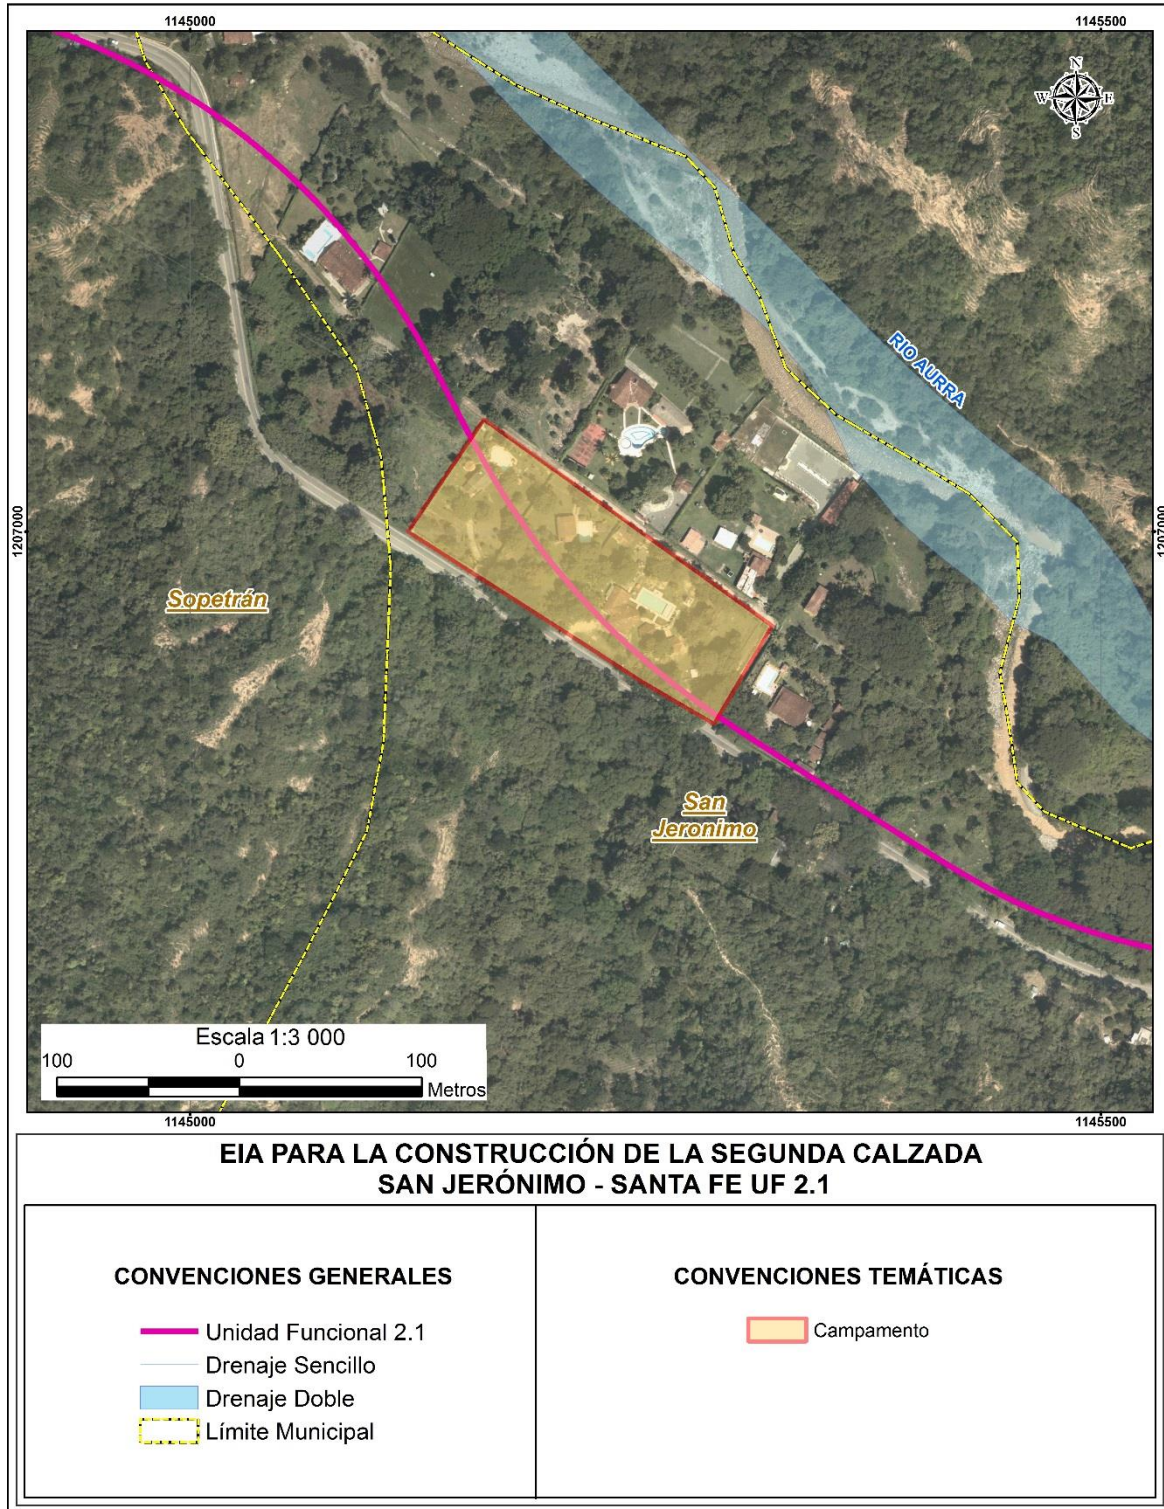 1145000
1145500
N
W
E
S
RIO AURRA
1207000
1207000
Sopetrán
San
Jeronimo
Escala 1:3 000
100
0
100
Metros
1145000
1145500
EIA PARA LA CONSTRUCCIÓN DE LA SEGUNDA CALZADA
SAN JERÓNIMO - SANTA FE UF 2.1
CONVENCIONES GENERALES
Unidad Funcional 2.1
Drenaje Sencillo
Drenaje Doble
Límite Municipal
CONVENCIONES TEMÁTICAS
Campamento